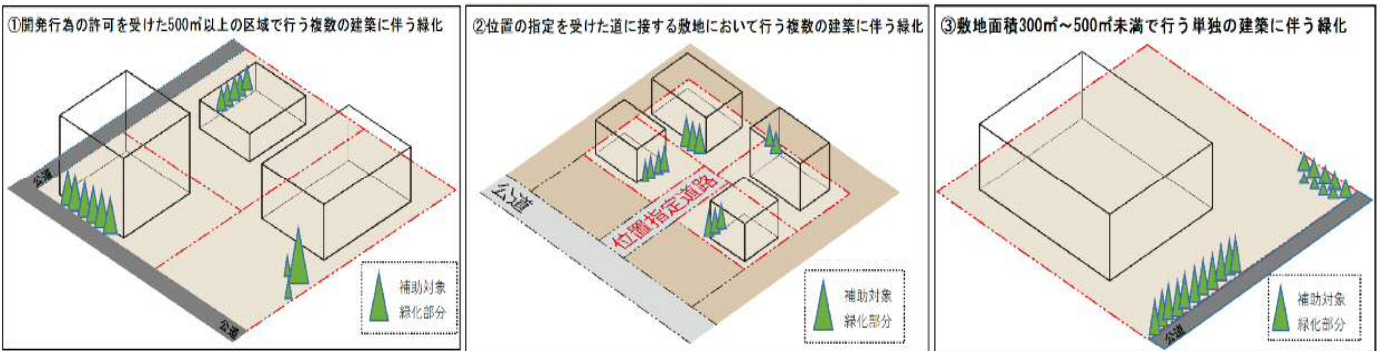 ①開発行為の許可を受けた500㎡以上の区域で行う複数の建築に伴う緑化
公道
公道
補助対象
緑化部分
②位置の指定を受けた道に接する敷地において行う複数の建築に伴う緑化
公道
位置指定道路
補助対象
緑化部分
③敷地面積300㎡～500㎡未満で行う単独の建築に伴う緑化
公道
補助対象
緑化部分